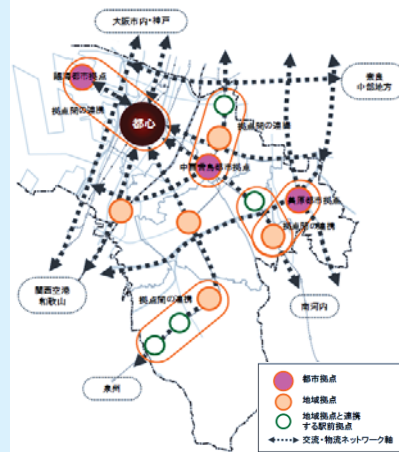 大阪市内・神戸
臨海都市拠点
奈良
中部地方
拠点間の連携
都心
拠点間の連携
中百舌鳥都市拠点
美原都市拠点
拠点間の連携
関西空港
和歌山
拠点間の連携
南河内
泉州
都市拠点
地域拠点
地域拠点と連携
する駅前拠点
交流・物流ネットワーク軸